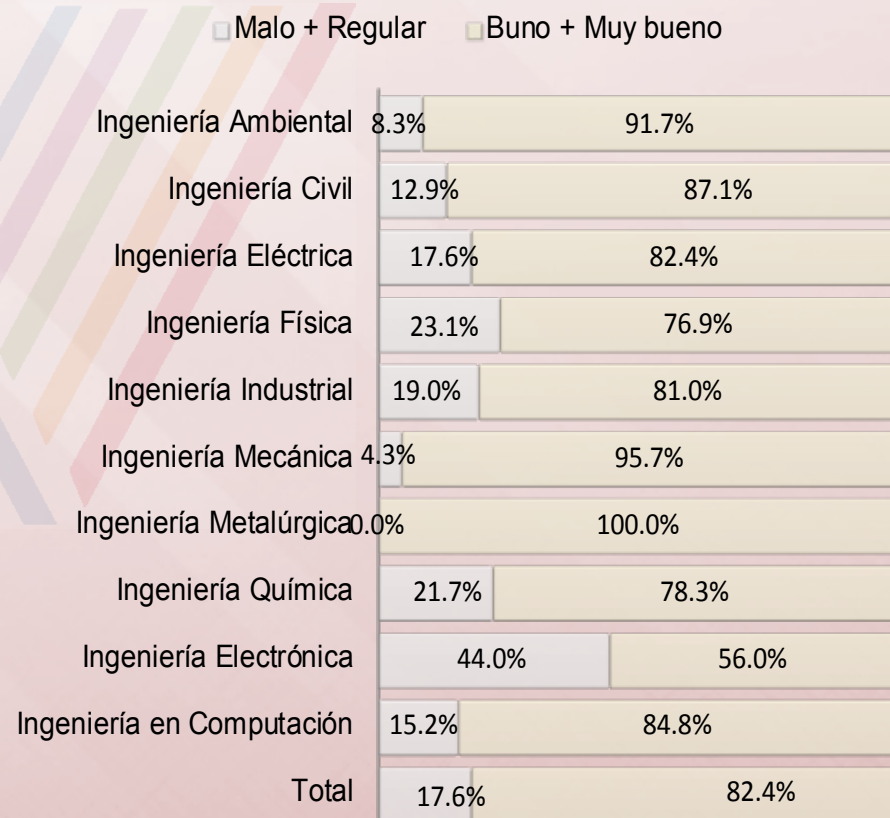 Malo + Regular Buno + Muy bueno
Ingeniería Ambiental 8.3% 91.7%
Ingeniería Civil 12.9% 87.1%
Ingeniería Eléctrica 17.6% 82.4%
Ingeniería Física 23.1% 76.9%
Ingeniería Industrial 19.0% 81.0%
Ingeniería Mecánica 4.3% 95.7%
Ingeniería Metalúrgica 0.0% 100.0%
Ingeniería Química 21.7% 78.3%
Ingeniería Electrónica 44.0% 56.0%
Ingeniería en Computación 15.2% 84.8%
Total 17.6% 82.4%